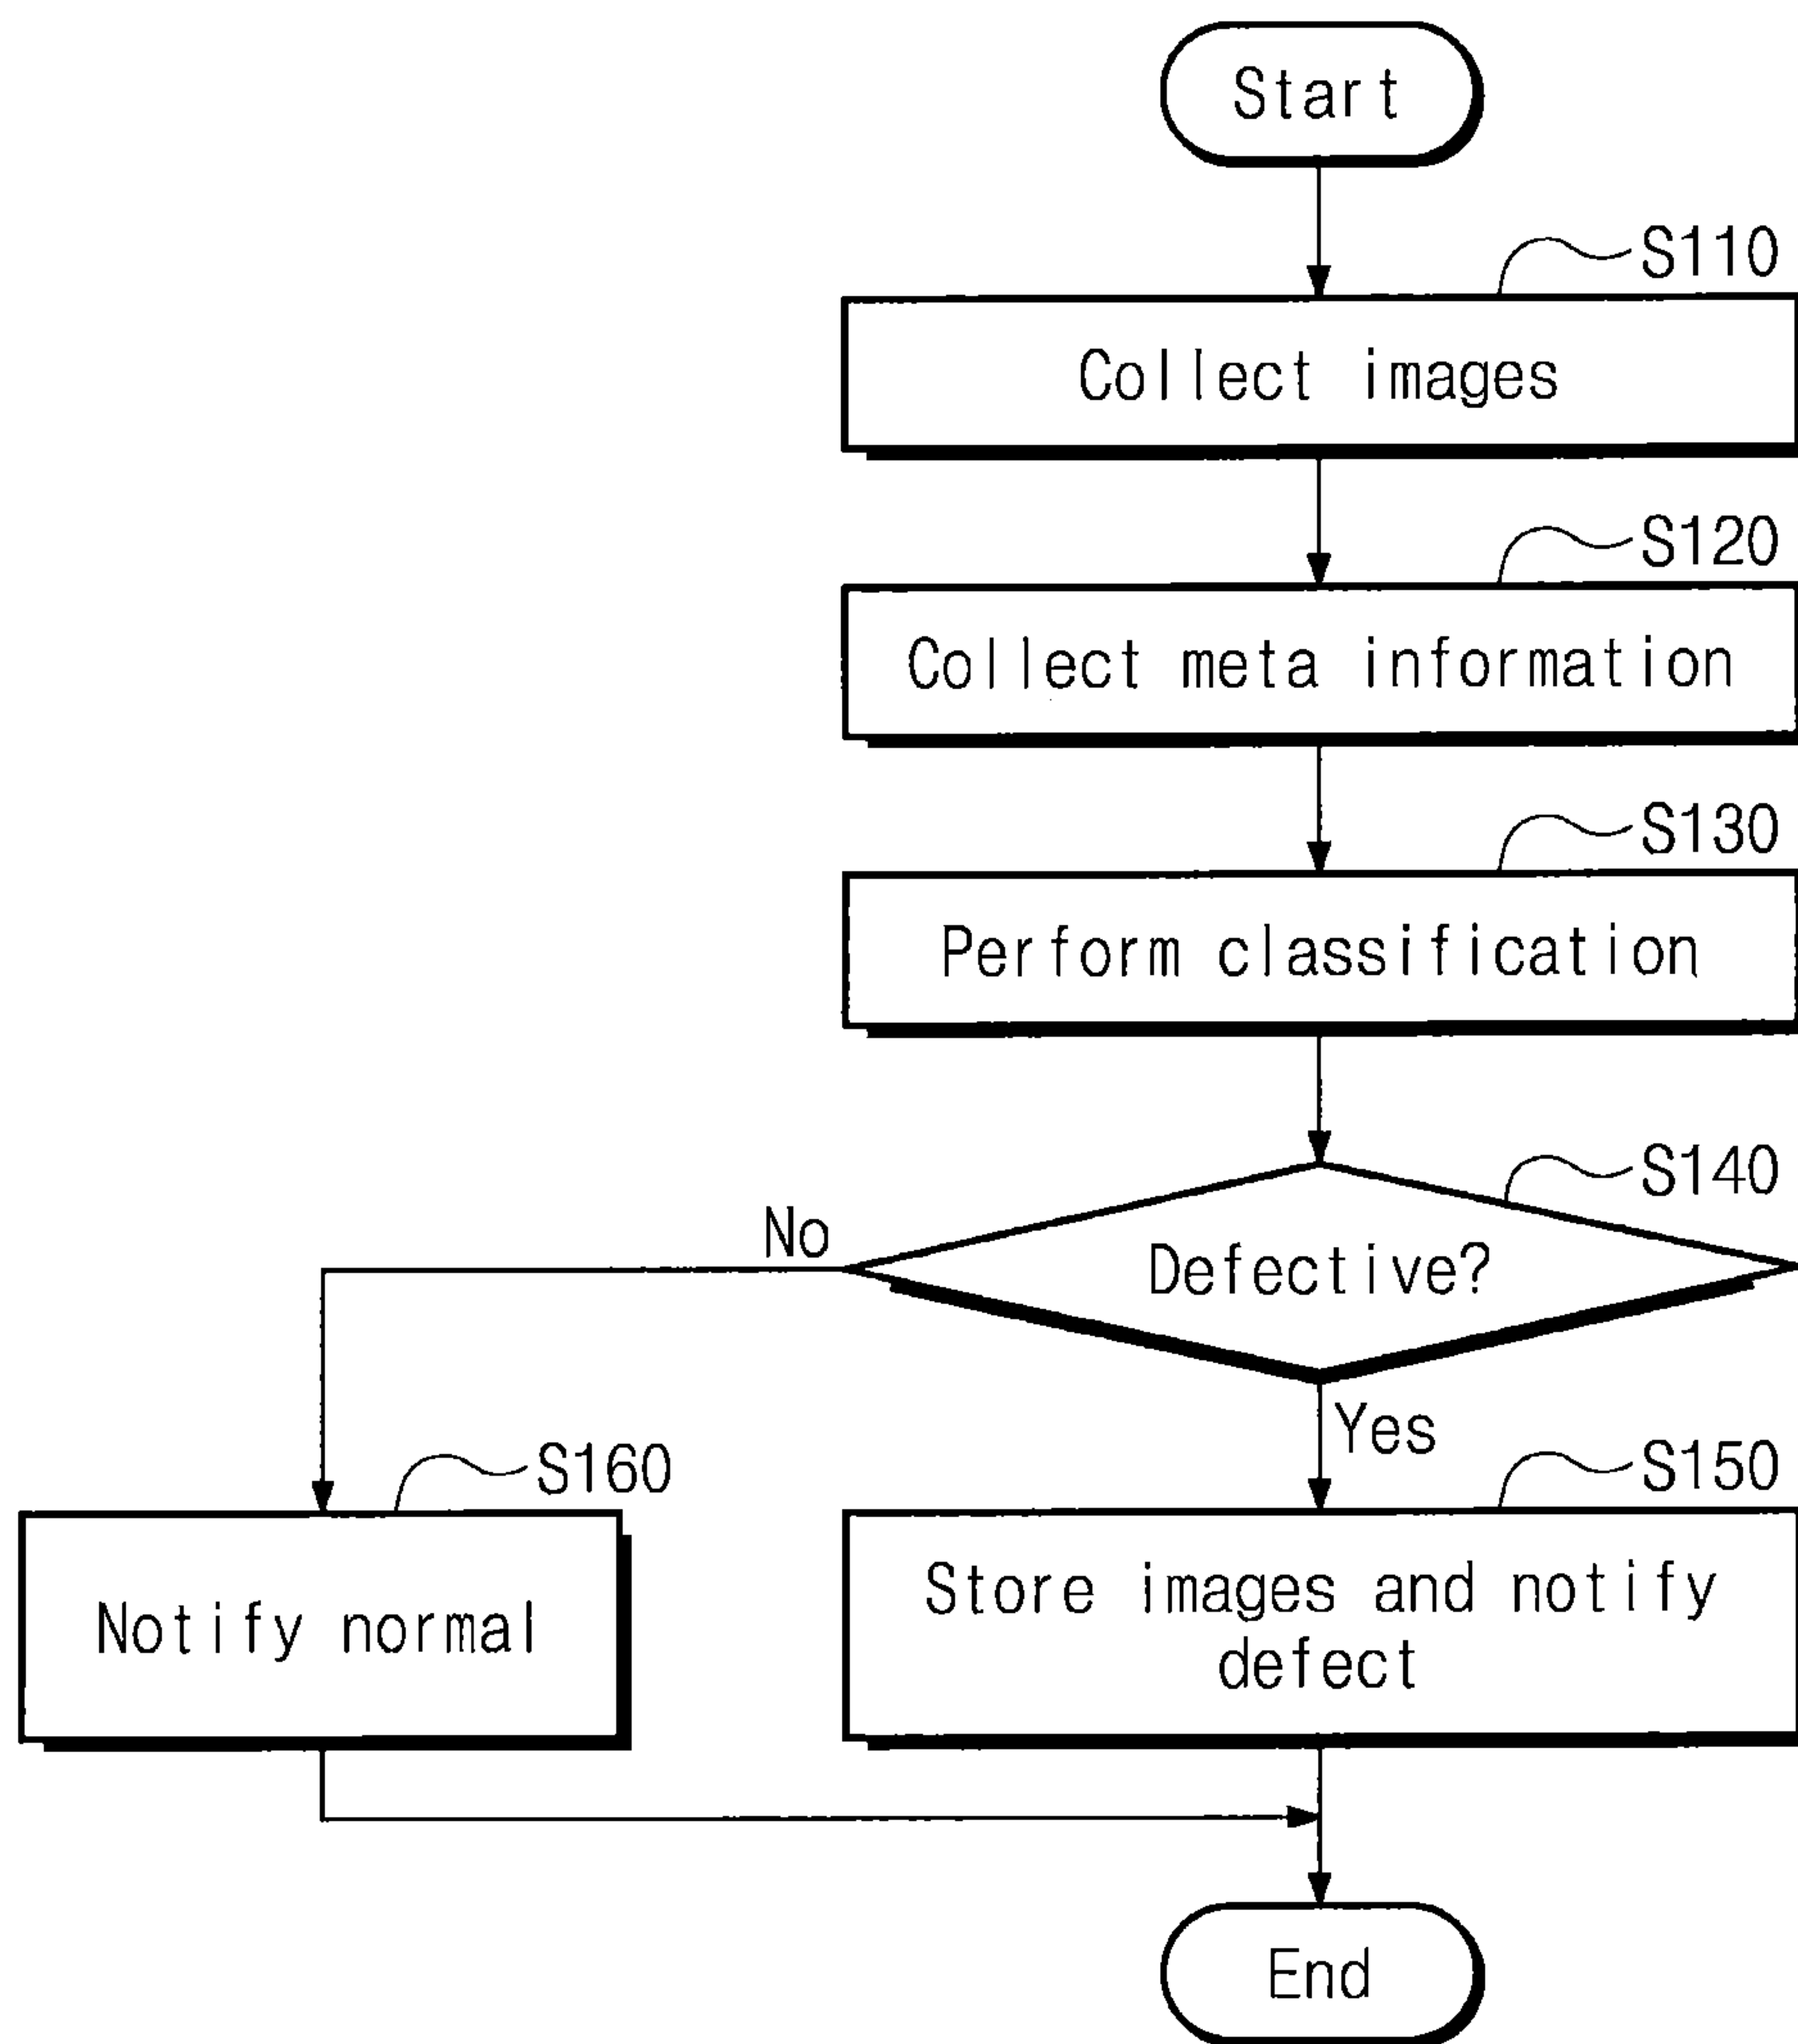 Start
S110
Collect images
S120
Collect meta information
S130
Perform classification
S140
No
Defective?
Yes
S160
S150
Notify normal
Store images and notify
defect
End